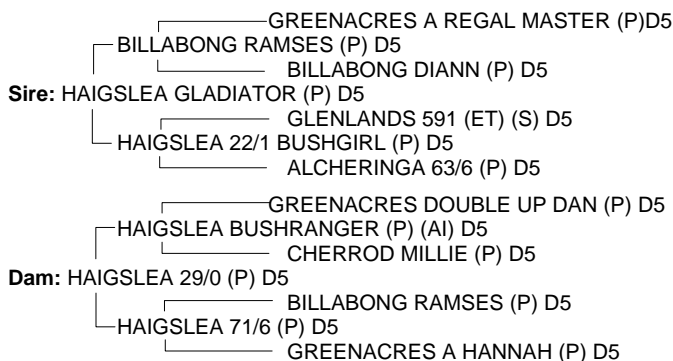 GREENACRES A REGAL MASTER (P)D5
BILLABONG RAMSES (P) D5
BILLABONG DIANN (P) D5
Sire: HAIGSLEA GLADIATOR (P) D5
GLENLANDS 591 (ET) (S) D5
HAIGSLEA 22/1 BUSHGIRL (P) D5
ALCHERINGA 63/6 (P) D5
GREENACRES DOUBLE UP DAN (P) D5
HAIGSLEA BUSHRANGER (P) (AI) D5
CHERROD MILLIE (P) D5
Dam: HAIGSLEA 29/0 (P) D5
BILLABONG RAMSES (P) D5
HAIGSLEA 71/6 (P) D5
GREENACRES A HANNAH (P) D5